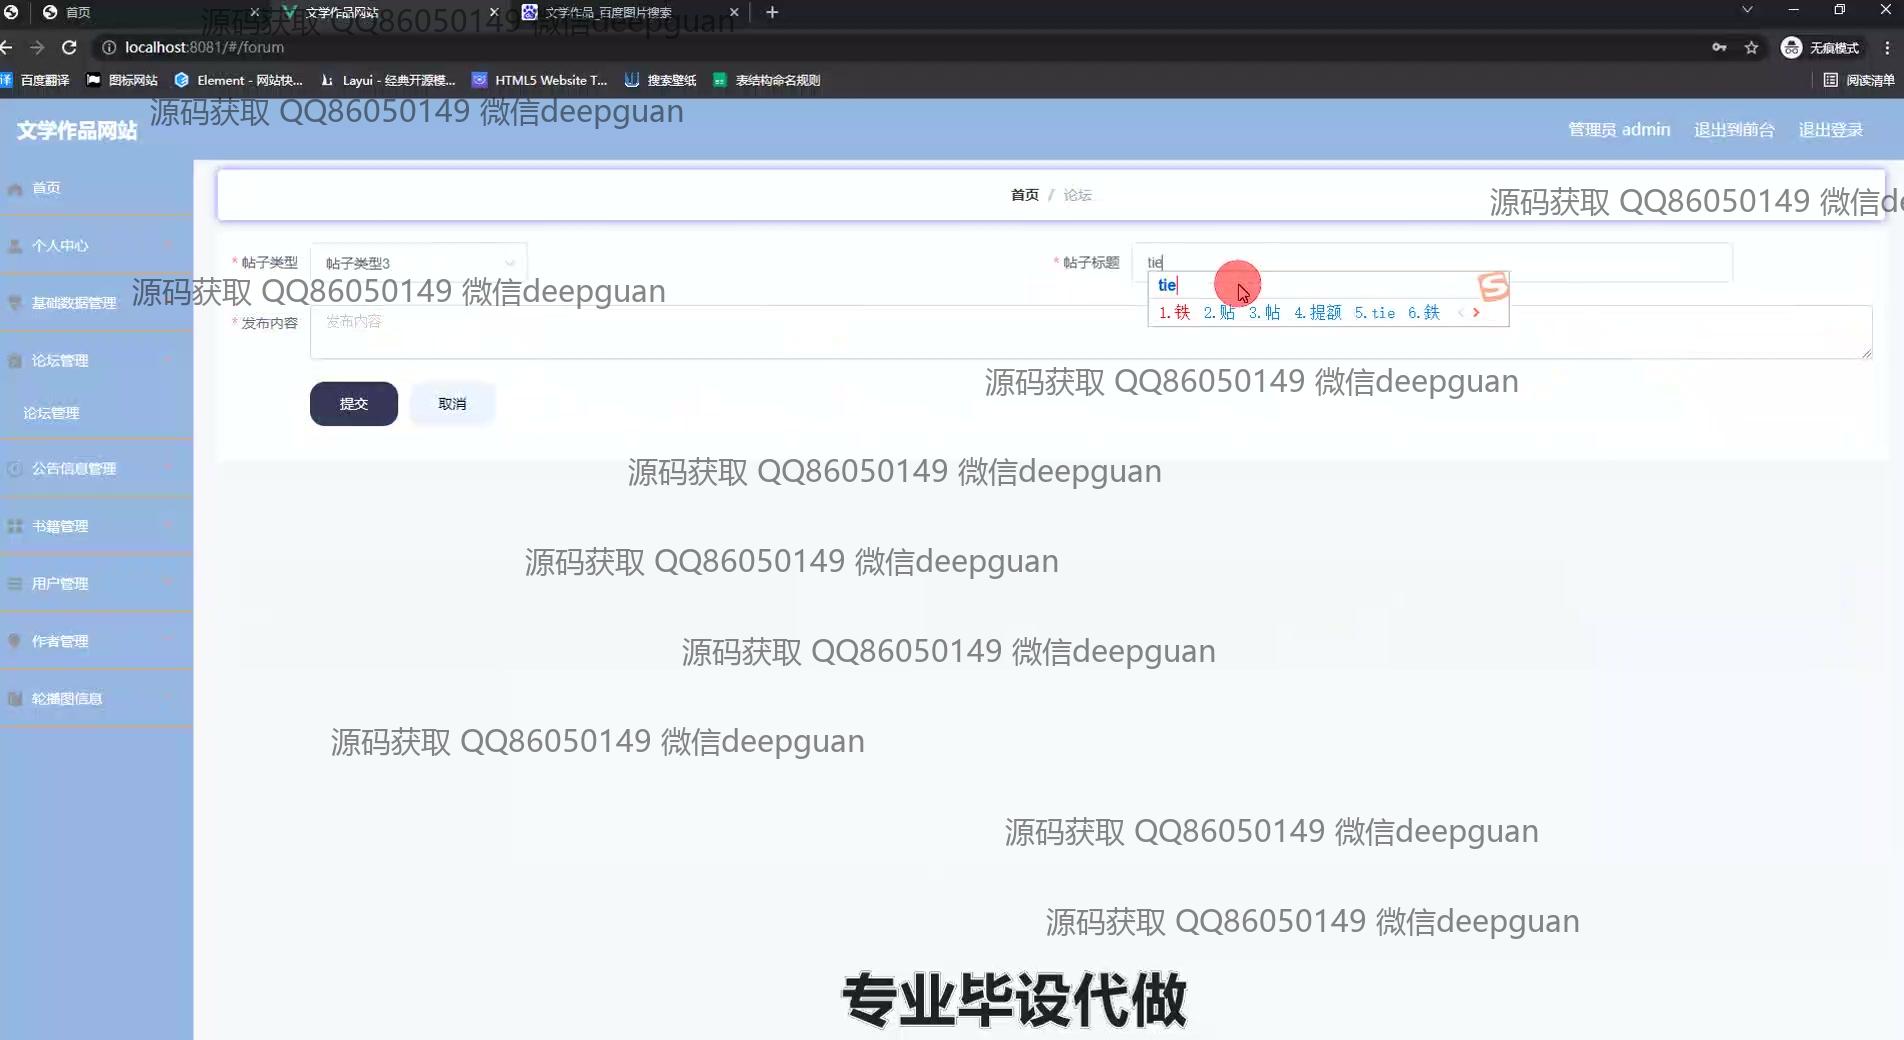 首页
文学作品网站
文学作品_百度图片搜索
源码获取 QQ86050149 微信deepguan
localhost:8081/#/forum
无痕模式
百度翻译
图标网站
Element - 网站快...
Layui - 经典开源模...
HTML5 Website T...
搜索壁纸
表结构命名规则
阅读清单
源码获取 QQ86050149 微信deepguan
文学作品网站
管理员 admin
退出到前台
退出登录
首页
首页 / 论坛
源码获取 QQ86050149 微信de
个人中心
* 帖子类型
帖子类型3
* 帖子标题
tie
tie
源码获取 QQ86050149 微信deepguan
基础数据管理
1.铁 2.贴 3.帖 4.提额 5.tie 6.鉄
* 发布内容
发布内容
论坛管理
源码获取 QQ86050149 微信deepguan
提交
取消
论坛管理
公告信息管理
源码获取 QQ86050149 微信deepguan
书籍管理
源码获取 QQ86050149 微信deepguan
用户管理
作者管理
源码获取 QQ86050149 微信deepguan
轮播图信息
源码获取 QQ86050149 微信deepguan
源码获取 QQ86050149 微信deepguan
源码获取 QQ86050149 微信deepguan
专业毕设代做